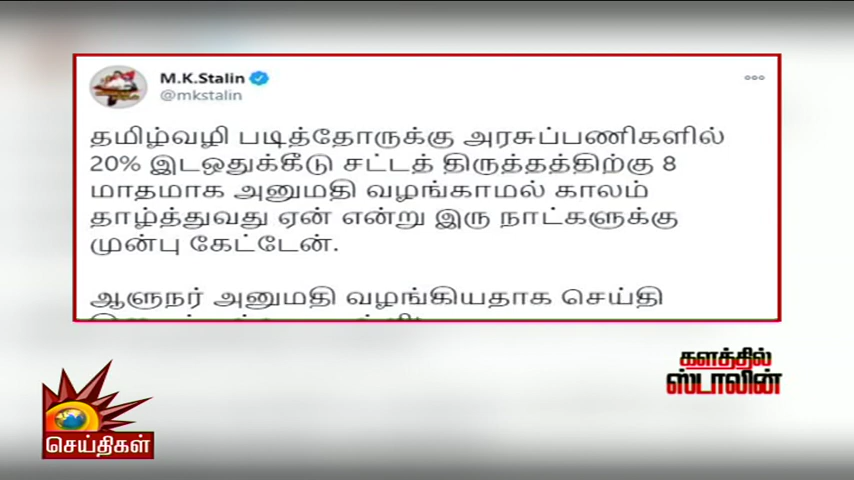 M.K.Stalin
@mkstalin
தமிழ்வழி படித்தோருக்கு அரசுப்பணிகளில்
20% இடஒதுக்கீடு சட்டத் திருத்தத்திற்கு 8
மாதமாக அனுமதி வழங்காமல் காலம்
தாழ்த்துவது ஏன் என்று இரு நாட்களுக்கு
முன்பு கேட்டேன்.
ஆளுநர் அனுமதி வழங்கியதாக செய்தி
களத்தில்
ஸ்டாலின்
செய்திகள்